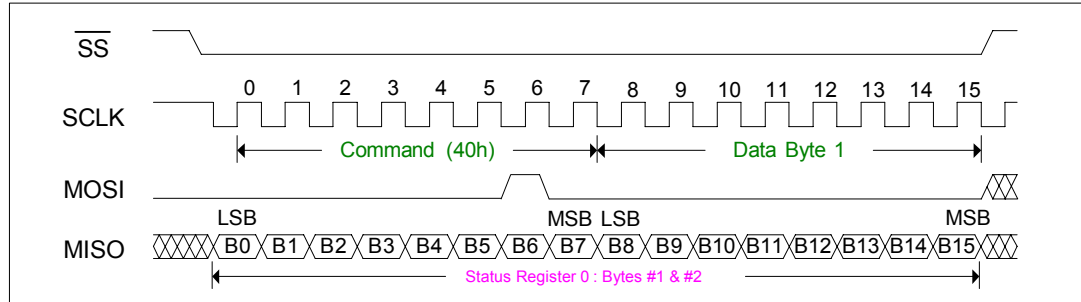 SS
0 1 2 3 4 5 6 7 8 9 10 11 12 13 14 15
SCLK
Command (40h) Data Byte 1
MOSI
LSB MSB LSB MSB
MISO B0 B1 B2 B3 B4 B5 B6 B7 B8 B9 B10 B11 B12 B13 B14 B15
Status Register 0 : Bytes #1 & #2